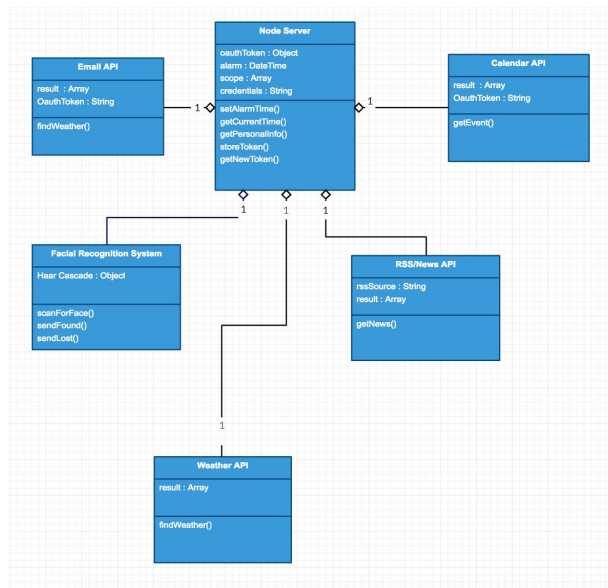 Node Server
oauthToken : Object
alarm : DateTime
scope : Array
credentials : String
setAlarmTime()
getCurrentTime()
getPersonalInfo()
storeToken()
getNewToken()
Email API
result : Array
OauthToken : String
findWeather()
1
Calendar API
result : Array
OauthToken : String
getEvent()
1
1
1
1
Facial Recognition System
Haar Cascade : Object
scanForFace()
sendFound()
sendLost()
RSS/News API
rssSource : String
result : Array
getNews()
1
Weather API
result : Array
findWeather()